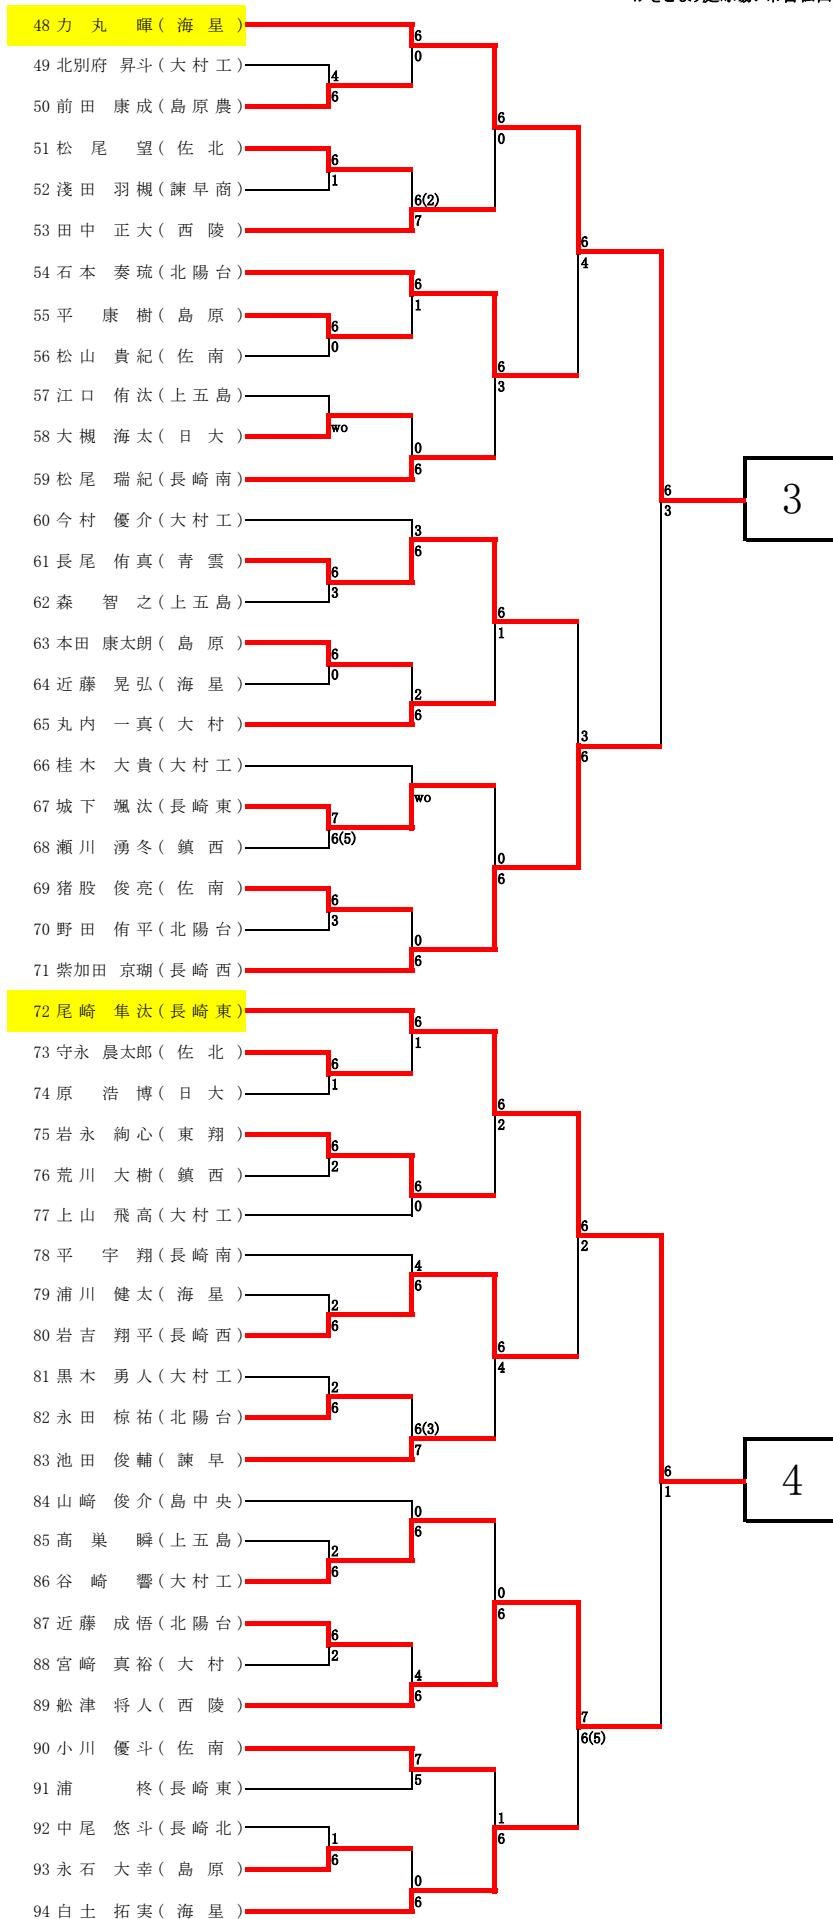 48 力丸 暉 (海星)
6
0
49 北別府 昇斗 (大村工)
4
6
50 前田 康成 (島原農)
6
0
51 松尾 望 (佐北)
6
1
52 淺田 羽槻 (諫早商)
6(2)
7
53 田中 正大 (西陵)
6
4
54 石本 奏琉 (北陽台)
6
1
55 平 康樹 (島原)
6
0
56 松山 貴紀 (佐南)
6
3
57 江口 侑汰 (上五島)
wo
58 大槻 海太 (日大)
0
6
59 松尾 瑞紀 (長崎南)
6
3
3
60 今村 優介 (大村工)
3
6
61 長尾 侑真 (青雲)
6
3
62 森 智之 (上五島)
6
1
63 本田 康太朗 (島原)
6
0
64 近藤 晃弘 (海星)
2
6
65 丸内 一真 (大村)
3
6
66 桂木 大貴 (大村工)
wo
67 城下 颯汰 (長崎東)
7
6(5)
68 瀬川 湧冬 (鎮西)
0
6
69 猪股 俊亮 (佐南)
6
3
70 野田 侑平 (北陽台)
0
6
71 柴加田 京瑚 (長崎西)
72 尾崎 隼汰 (長崎東)
6
1
73 守永 晨太郎 (佐北)
6
1
74 原 浩博 (日大)
6
2
75 岩永 絢心 (東翔)
6
2
76 荒川 大樹 (鎮西)
6
0
77 上山 飛高 (大村工)
6
2
78 平 宇翔 (長崎南)
4
6
79 浦川 健太 (海星)
2
6
80 岩吉 翔平 (長崎西)
6
4
81 黒木 勇人 (大村工)
2
6
82 永田 椋祐 (北陽台)
6(3)
7
83 池田 俊輔 (諫早)
6
1
4
84 山﨑 俊介 (島中央)
0
6
85 髙巣 瞬 (上五島)
2
6
86 谷崎 響 (大村工)
0
6
87 近藤 成悟 (北陽台)
6
2
88 宮﨑 真裕 (大村)
4
6
89 舩津 将人 (西陵)
7
6(5)
90 小川 優斗 (佐南)
7
5
91 浦 柊 (長崎東)
1
6
92 中尾 悠斗 (長崎北)
1
6
93 永石 大幸 (島原)
0
6
94 白土 拓実 (海星)